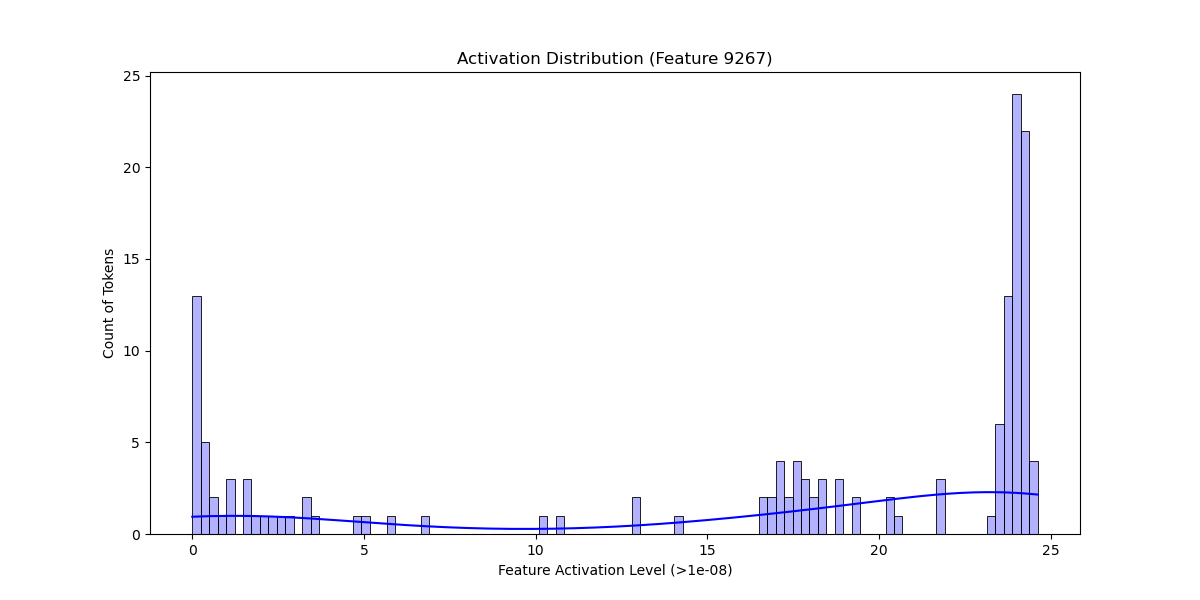 Activation Distribution (Feature 9267)
25
20
15
10
5
0
Count of Tokens
0 5 10 15 20 25
Feature Activation Level (>1e-08)